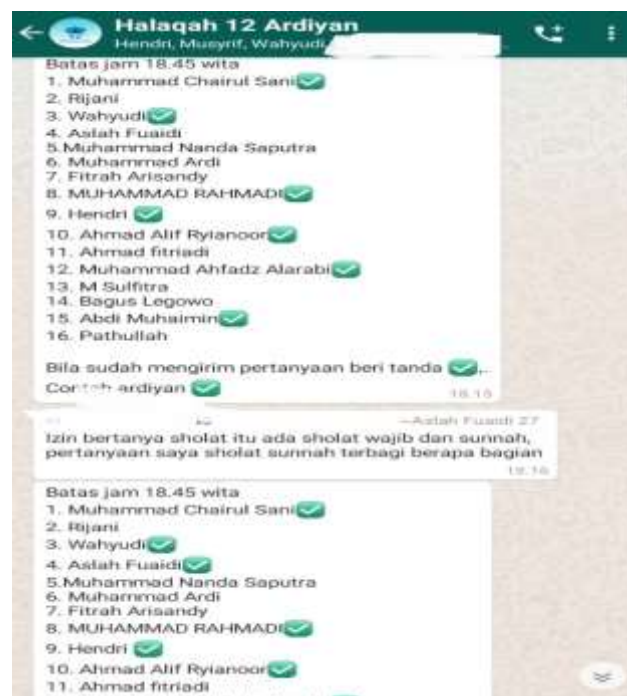 Halaqah 12 Ardiyan
Hendri, Musyrif, Wahyudi,
Batas jam 18.45 wita
1. Muhammad Chairul Sani✅
2. Rijani
3. Wahyudi✅
4. Aslah Fuaidi
5.Muhammad Nanda Saputra
6. Muhammad Ardi
7. Fitrah Arisandy
8. MUHAMMAD RAHMADI✅
9. Hendri ✅
10. Ahmad Alif Ryianoor✅
11. Ahmad fitriadi
12. Muhammad Ahfadz Alarabi✅
13. M Sulfitra
14. Bagus Legowo
15. Abdi Muhaimin✅
16. Pathullah
Bila sudah mengirim pertanyaan beri tanda ✅,..
Contoh ardiyan ✅
~Aslah Fuaidi 27
Izin bertanya sholat itu ada sholat wajib dan sunnah,
pertanyaan saya sholat sunnah terbagi berapa bagian
Batas jam 18.45 wita
1. Muhammad Chairul Sani✅
2. Rijani
3. Wahyudi✅
4. Aslah Fuaidi✅
5.Muhammad Nanda Saputra
6. Muhammad Ardi
7. Fitrah Arisandy
8. MUHAMMAD RAHMADI✅
9. Hendri ✅
10. Ahmad Alif Ryianoor✅
11. Ahmad fitriadi